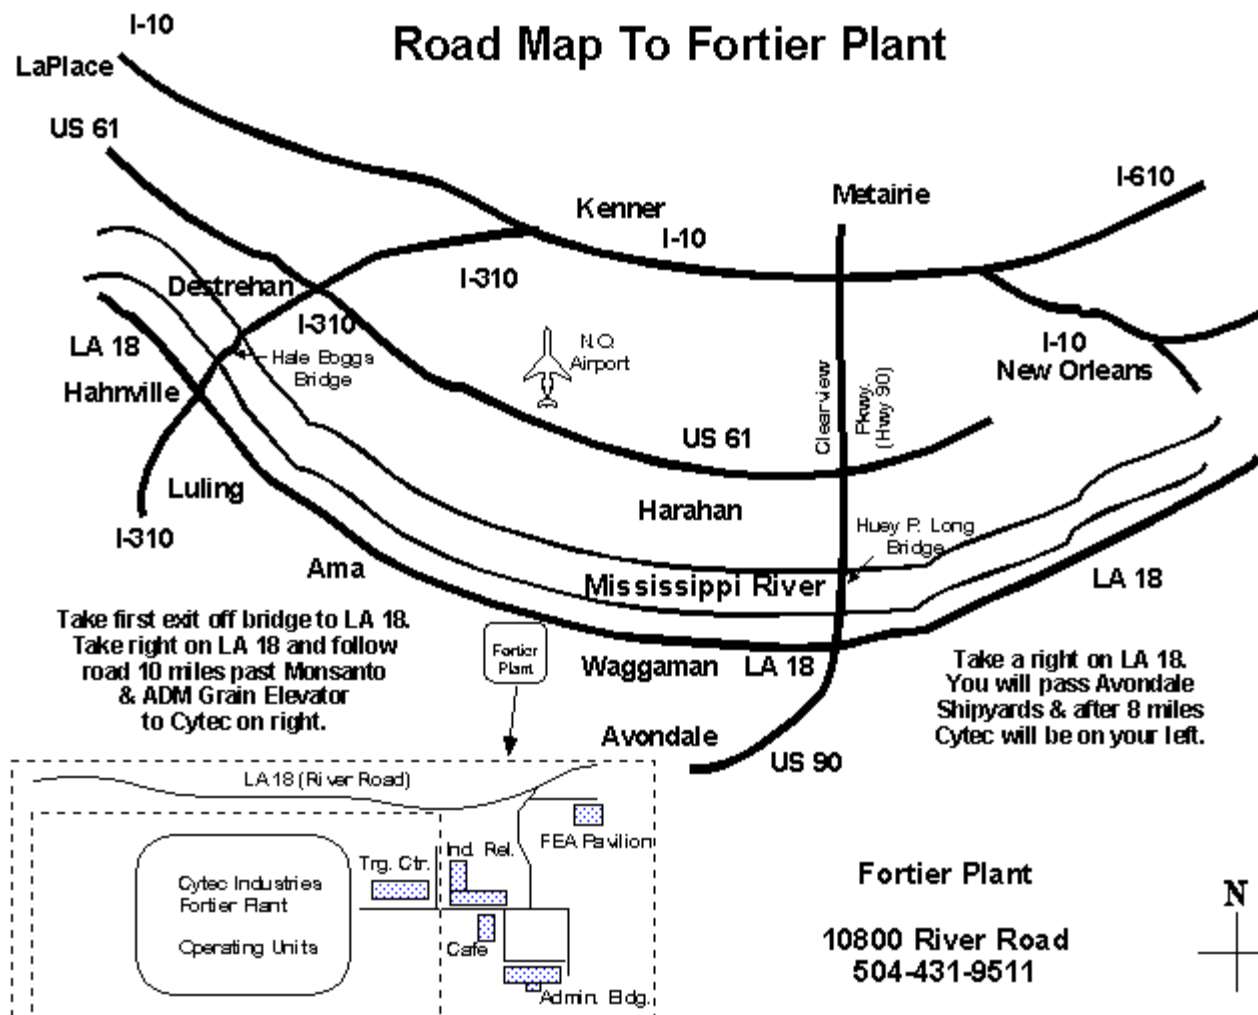 Road Map To Fortier Plant
I-10
LaPlace
US 61
Kenner
I-10
Metairie
I-610
Destrehan
I-310
I-310
LA 18
Hale Boggs
Bridge
N.O.
Airport
Hahnville
I-10
New Orleans
Clearview
Pkwy.
(Hwy 90)
US 61
Luling
I-310
Harahan
Huey P. Long
Bridge
Ama
Mississippi River
LA 18
Take first exit off bridge to LA 18.
Take right on LA 18 and follow
road 10 miles past Monsanto
& ADM Grain Elevator
to Cytec on right.
Fortier
Plant
Waggaman
LA 18
Take a right on LA 18.
You will pass Avondale
Shipyards & after 8 miles
Cytec will be on your left.
Avondale
US 90
LA 18 (River Road)
FEA Pavilion
Ind. Rel.
Trg. Ctr.
Cytec Industries
Fortier Plant
Operating Units
Cafe
Admin. Bldg.
Fortier Plant
10800 River Road
504-431-9511
N